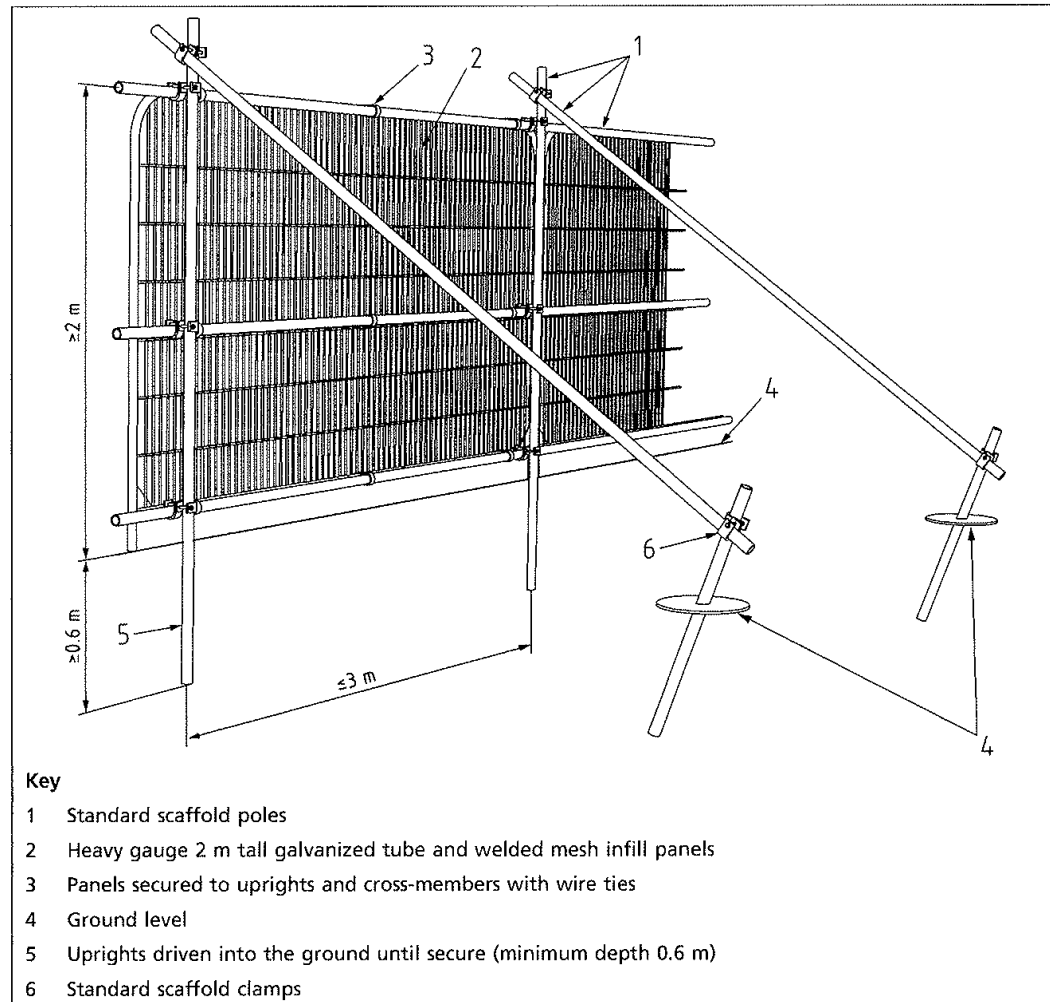 3
2
1
≥2 m
4
6
≥0.6 m
5
≤3 m
4
Key
1 Standard scaffold poles
2 Heavy gauge 2 m tall galvanized tube and welded mesh infill panels
3 Panels secured to uprights and cross-members with wire ties
4 Ground level
5 Uprights driven into the ground until secure (minimum depth 0.6 m)
6 Standard scaffold clamps